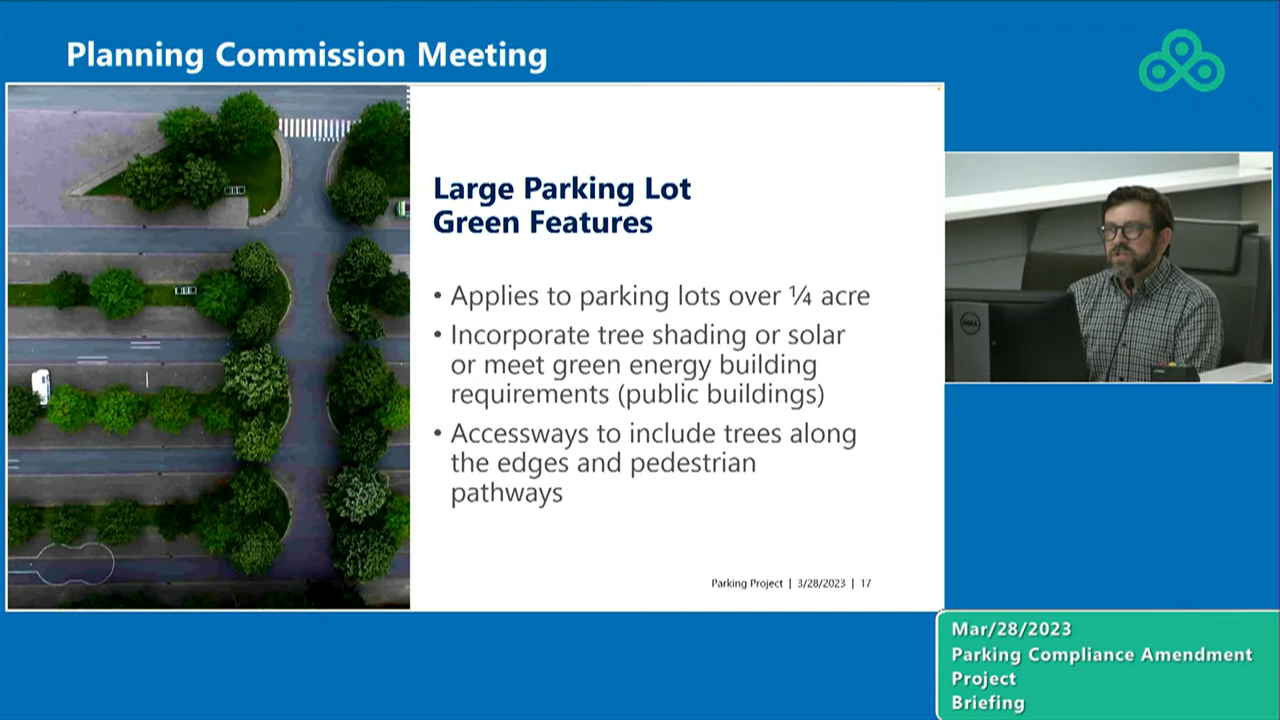 Planning Commission Meeting
Large Parking Lot
Green Features
• Applies to parking lots over ¼ acre
• Incorporate tree shading or solar
or meet green energy building
requirements (public buildings)
• Accessways to include trees along
the edges and pedestrian
pathways
Parking Project | 3/28/2023 | 17
DELL
Mar/28/2023
Parking Compliance Amendment
Project
Briefing